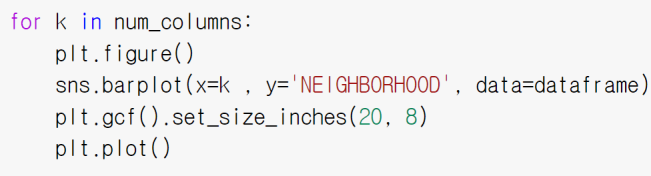 for k in num_columns:
    plt.figure()
    sns.barplot(x=k , y='NEIGHBORHOOD', data=dataframe)
    plt.gcf().set_size_inches(20, 8)
    plt.plot()